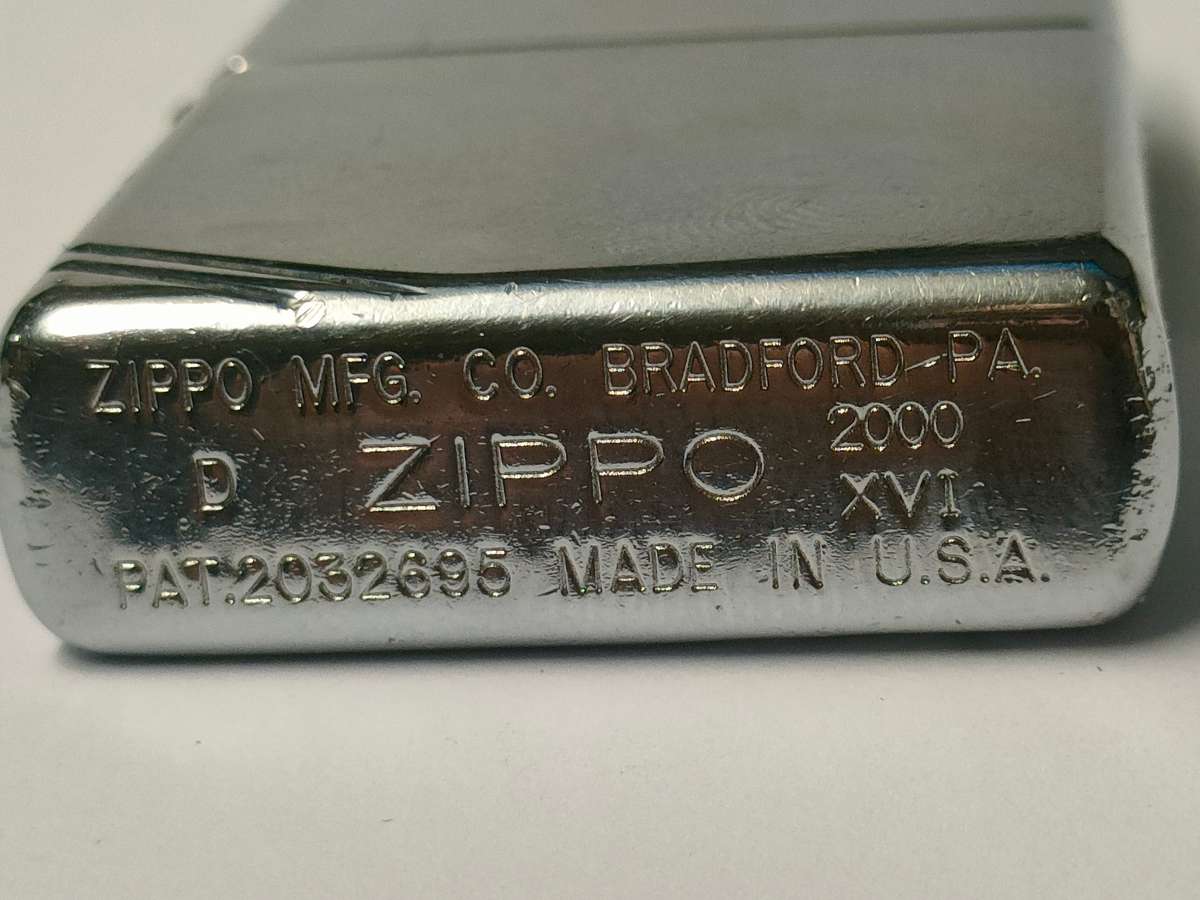 ZIPPO MFG. CO. BRADFORD PA.
D ZIPPO 2000
XVI
PAT.2032695 MADE IN U.S.A.